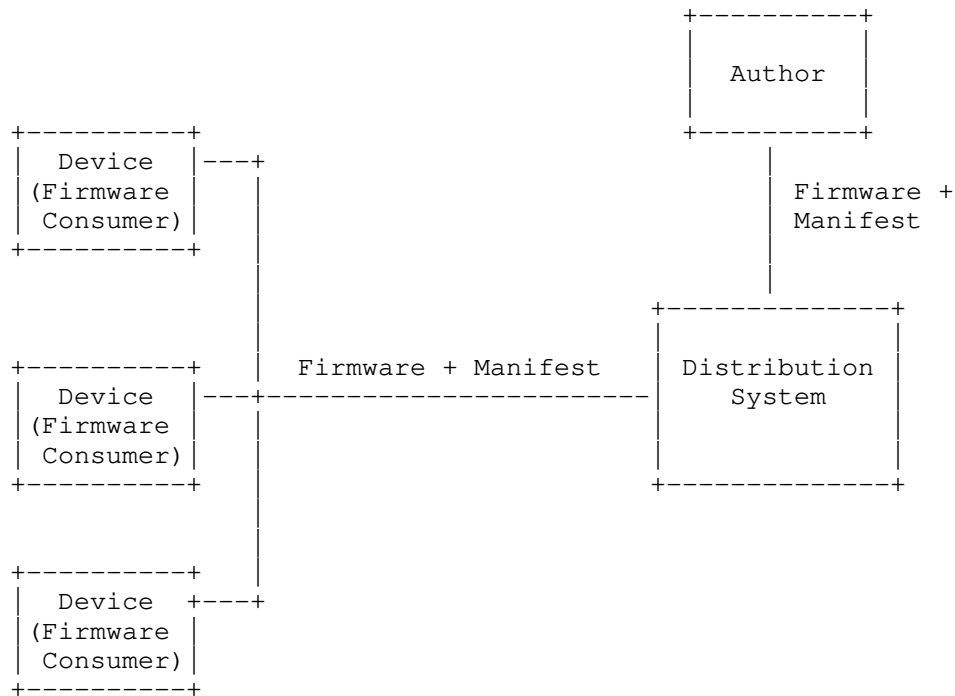 Author
Device
(Firmware
Consumer)
Firmware +
Manifest
Firmware + Manifest
Distribution
System
Device
(Firmware
Consumer)
Device
(Firmware
Consumer)